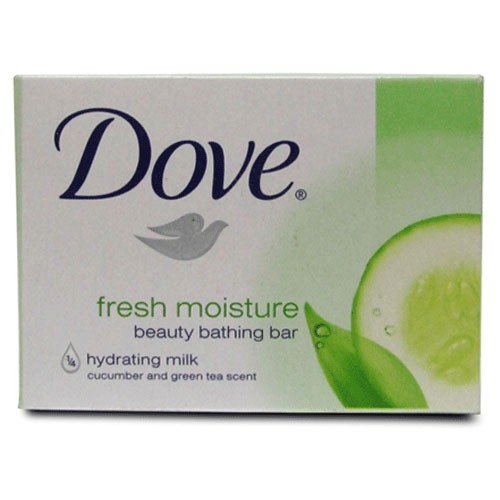 Dove®
fresh moisture
beauty bathing bar
¼ hydrating milk
cucumber and green tea scent